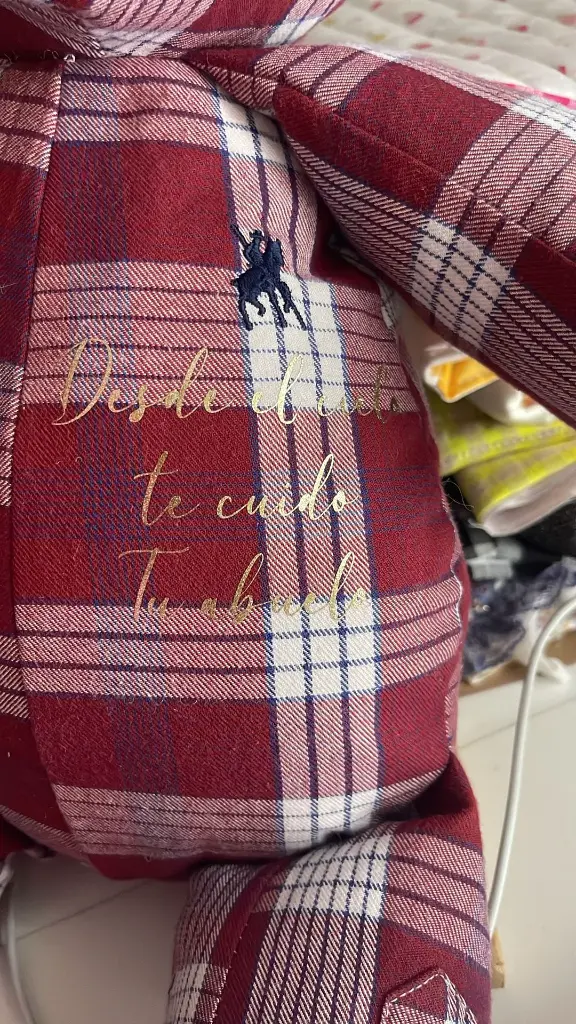 Desde el cielo
te cuido
Tu abuelo